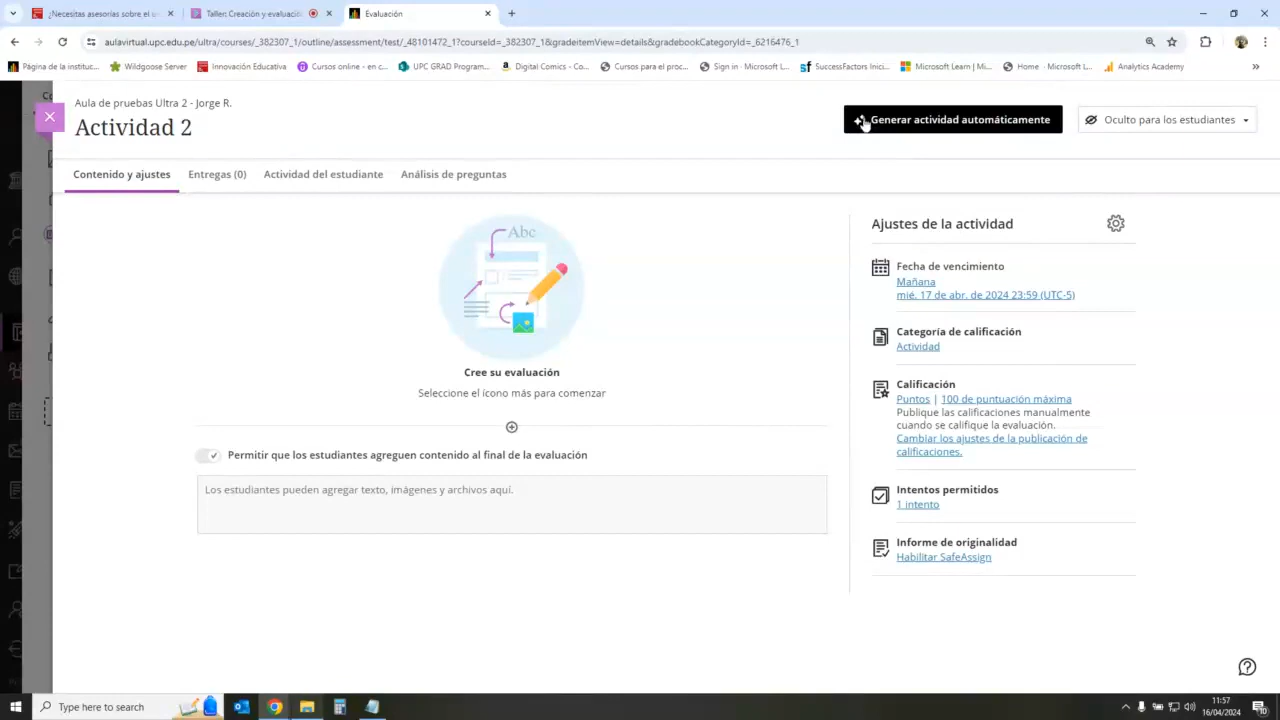 ¿Necesitas asesorías sobre el u
Taller: Creación y evaluación
Evaluación
aulavirtual.upc.edu.pe/ultra/courses/_382307_1/outline/assessment/test/_48101472_1?courseId=_382307_1&gradeitemView=details&gradebookCategoryId=_6216476_1
Página de la instituc...
Wildgoose Server
Innovación Educativa
Cursos online - en c...
UPC GRAD Program...
Digital Comics - Co...
Cursos para el proc...
Sign in - Microsoft L...
SuccessFactors Inici...
Microsoft Learn | Mi...
Home - Microsoft L...
Analytics Academy
Aula de pruebas Ultra 2 - Jorge R.
Actividad 2
Generar actividad automáticamente
Oculto para los estudiantes
Contenido y ajustes
Entregas (0)
Actividad del estudiante
Análisis de preguntas
Abc
Cree su evaluación
Seleccione el ícono más para comenzar
Permitir que los estudiantes agreguen contenido al final de la evaluación
Los estudiantes pueden agregar texto, imágenes y archivos aquí.
Ajustes de la actividad
Fecha de vencimiento
Mañana
mié. 17 de abr. de 2024 23:59 (UTC-5)
Categoría de calificación
Actividad
Calificación
Puntos | 100 de puntuación máxima
Publique las calificaciones manualmente
cuando se califique la evaluación.
Cambiar los ajustes de la publicación de
calificaciones.
Intentos permitidos
1 intento
Informe de originalidad
Habilitar SafeAssign
Type here to search
11:57
16/04/2024